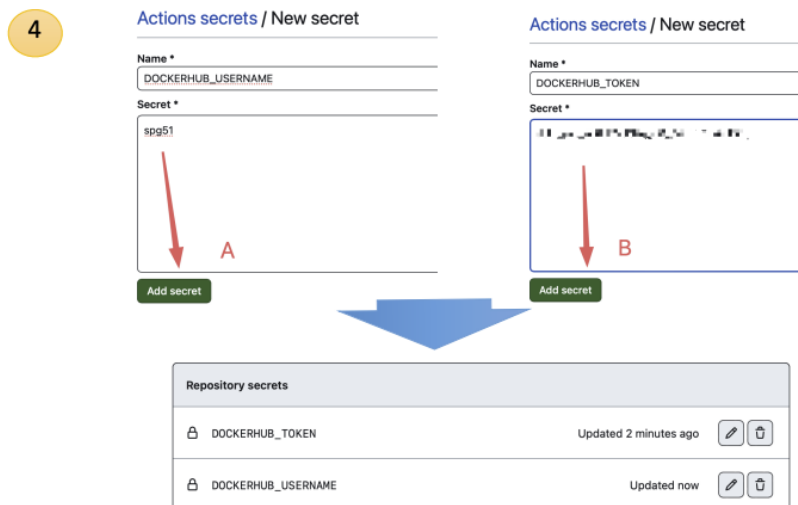 4
Actions secrets / New secret
Name *
DOCKERHUB_USERNAME
Secret *
spg51
A
Add secret
Actions secrets / New secret
Name *
DOCKERHUB_TOKEN
Secret *
B
Add secret
Repository secrets
DOCKERHUB_TOKEN Updated 2 minutes ago
DOCKERHUB_USERNAME Updated now